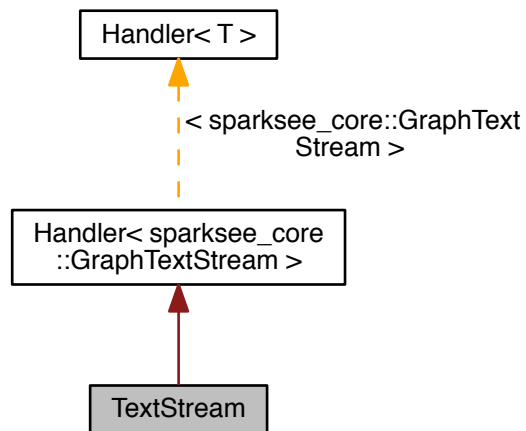 Handler< T >
< sparksee_core::GraphText
Stream >
Handler< sparksee_core
::GraphTextStream >
TextStream